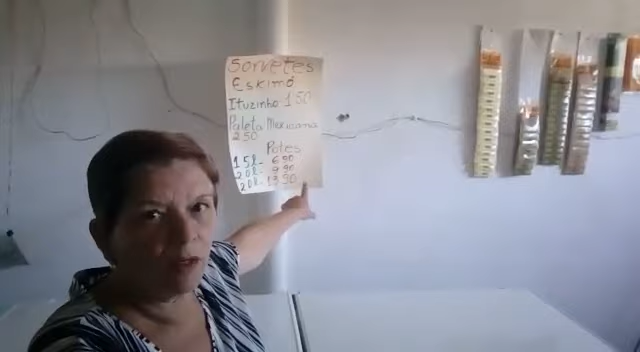 Sorvetes
Eskimó
Ituzinho 1 50
Paleta Mexicana
2 50
Potes
1 5l- 6 90
2 0l- 9 90
2 0l- 13 90